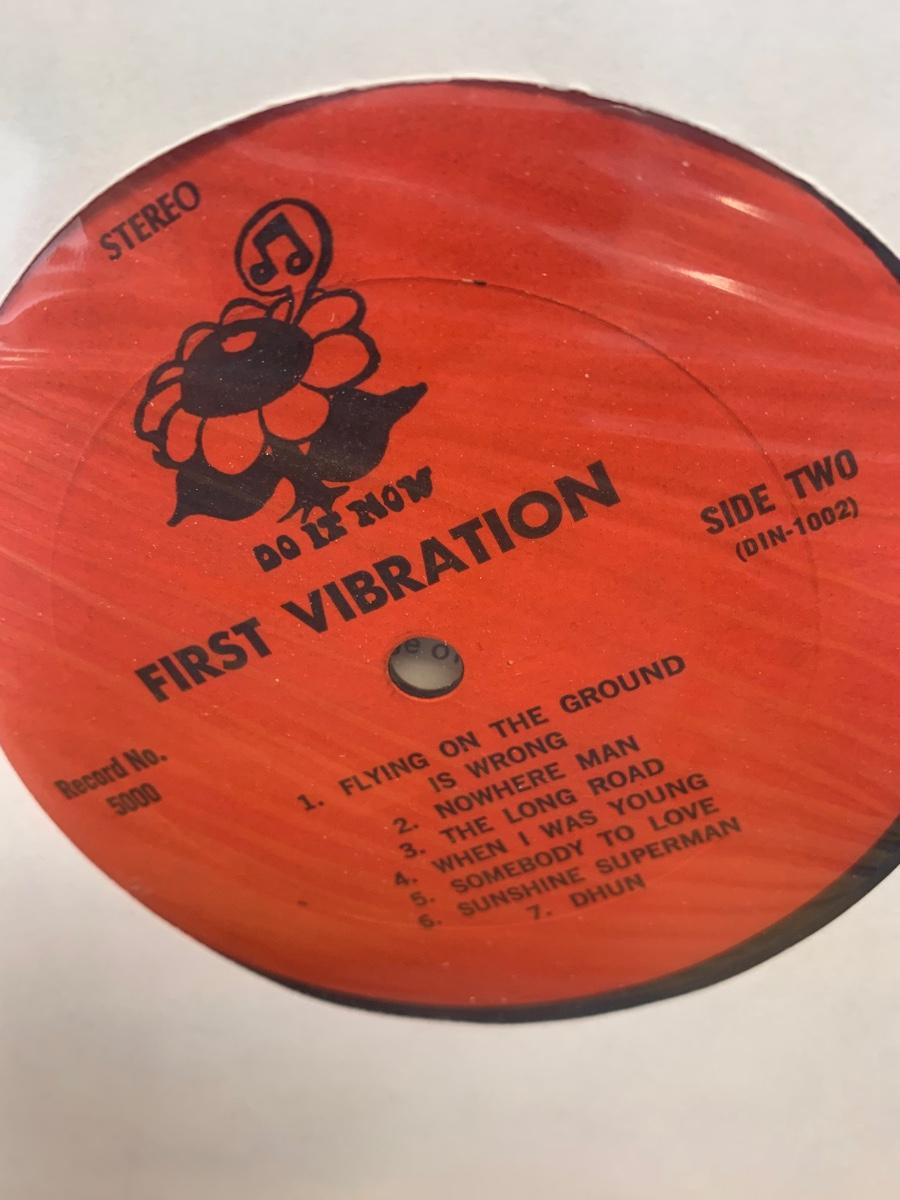 STEREO
DO IT NOW
FIRST VIBRATION
SIDE TWO
(DIN-1002)
Record No.
5000
1. FLYING ON THE GROUND
IS WRONG
2. NOWHERE MAN
3. THE LONG ROAD
4. WHEN I WAS YOUNG
5. SOMEBODY TO LOVE
6. SUNSHINE SUPERMAN
7. DHUN